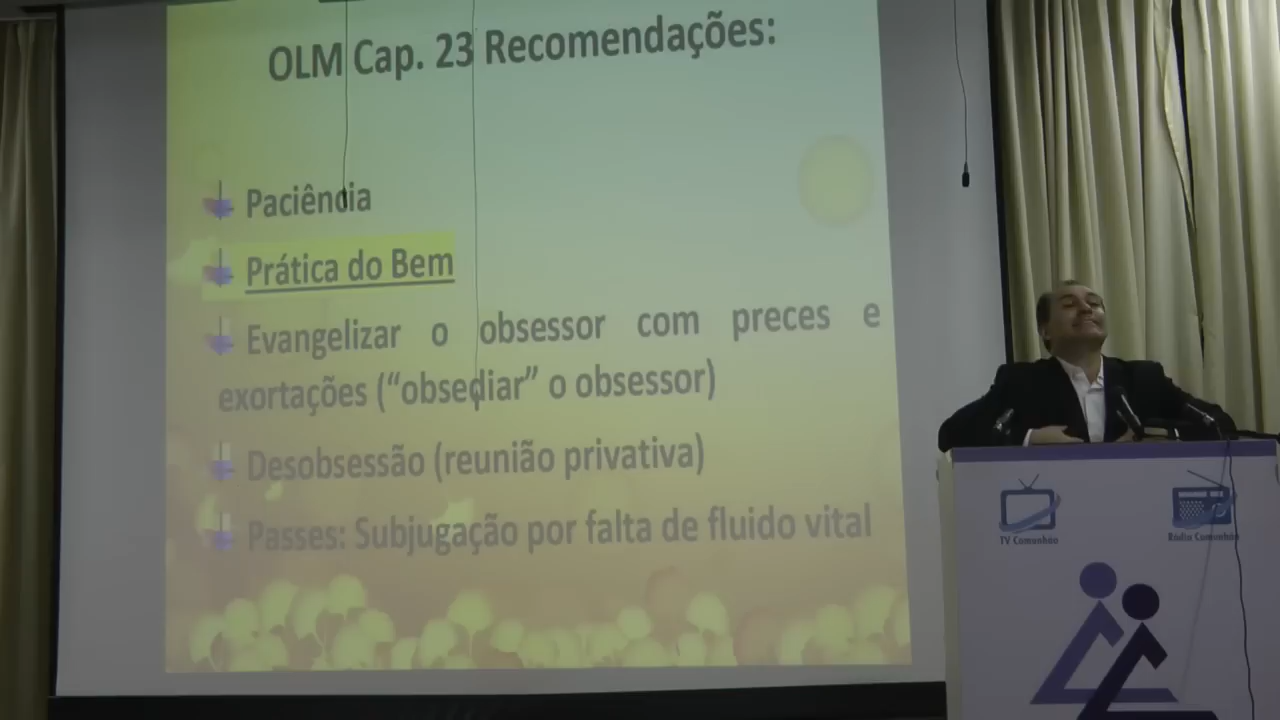 OLM Cap. 23 Recomendações:
Paciência
Prática do Bem
Evangelizar o obsessor com preces e
exortações (“obsediar” o obsessor)
Desobsessão (reunião privativa)
Passes: Subjugação por falta de fluido vital
TV Comunhão
Rádio Comunhão